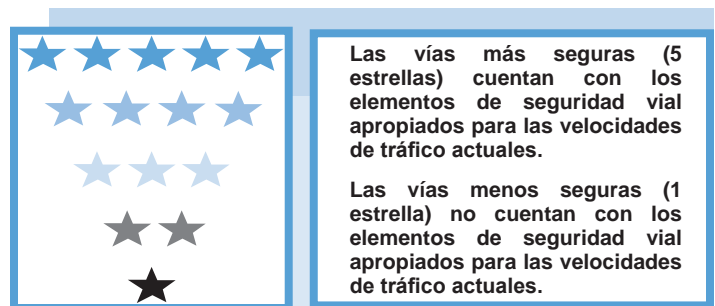 Las vías más seguras (5
estrellas) cuentan con los
elementos de seguridad vial
apropiados para las velocidades
de tráfico actuales.
Las vías menos seguras (1
estrella) no cuentan con los
elementos de seguridad vial
apropiados para las velocidades
de tráfico actuales.